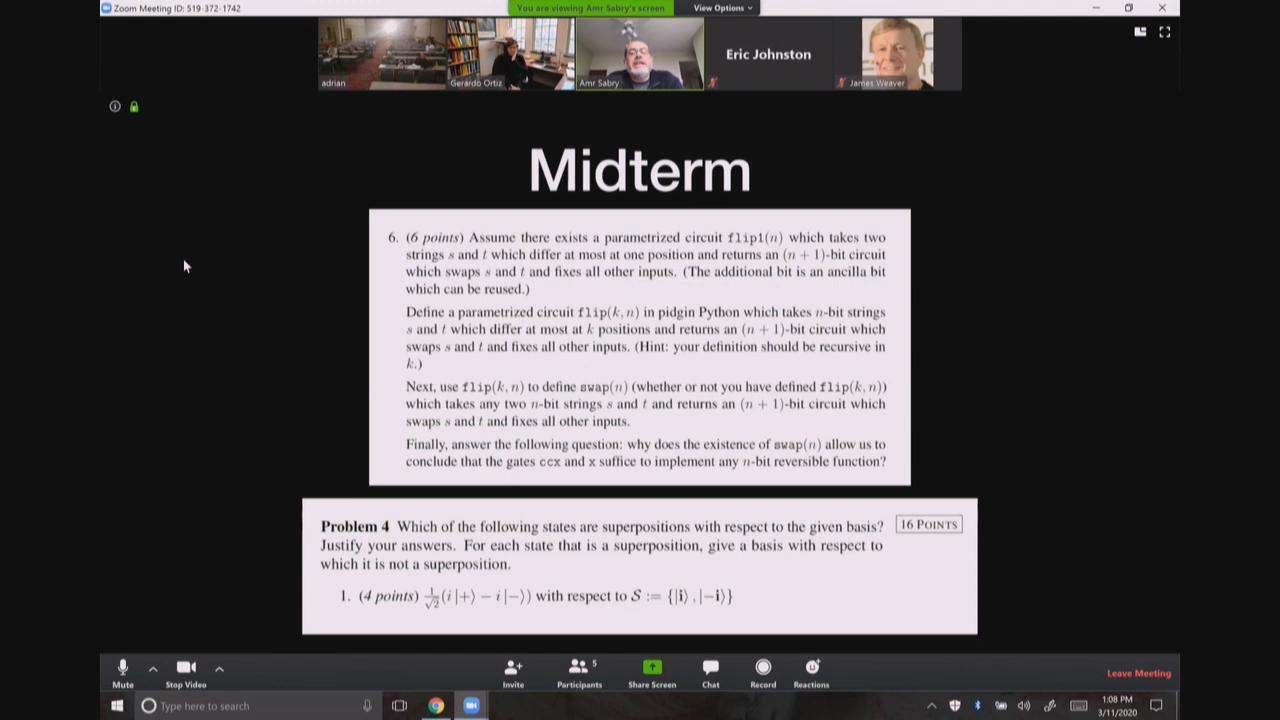 Zoom Meeting ID: 519-372-1742
You are viewing Amr Sabry's screen
View Options
adrian
Gerardo Ortiz
Amr Sabry
Eric Johnston
James Weaver
Midterm
6. (6 points) Assume there exists a parametrized circuit flip1(n) which takes two
strings s and t which differ at most at one position and returns an (n + 1)-bit circuit
which swaps s and t and fixes all other inputs. (The additional bit is an ancilla bit
which can be reused.)
Define a parametrized circuit flip(k, n) in pidgin Python which takes n-bit strings
s and t which differ at most at k positions and returns an (n + 1)-bit circuit which
swaps s and t and fixes all other inputs. (Hint: your definition should be recursive in
k.)
Next, use flip(k, n) to define swap(n) (whether or not you have defined flip(k, n))
which takes any two n-bit strings s and t and returns an (n + 1)-bit circuit which
swaps s and t and fixes all other inputs.
Finally, answer the following question: why does the existence of swap(n) allow us to
conclude that the gates ccx and x suffice to implement any n-bit reversible function?
Problem 4 Which of the following states are superpositions with respect to the given basis?
16 POINTS
Justify your answers. For each state that is a superposition, give a basis with respect to
which it is not a superposition.
1. (4 points) 1/√2(i|+⟩ − i|−⟩) with respect to S := {|i⟩, |−i⟩}
Mute
Stop Video
Invite
5
Participants
Share Screen
Chat
Record
Reactions
Leave Meeting
Type here to search
1:08 PM
3/11/2020